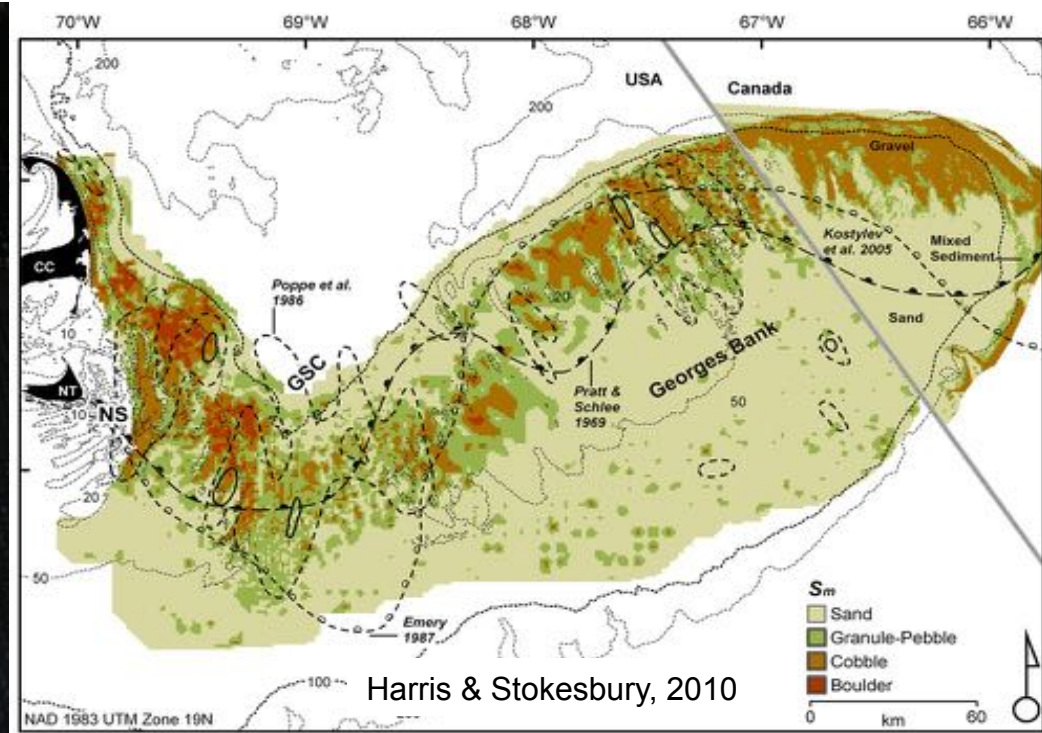 70°W 69°W 68°W 67°W 66°W
200
USA
Canada
200
Gravel
Kostylev
et al. 2005
Mixed
Sediment
CC
Poppe et al.
1986
10
20
Sand
GSC
Georges Bank
Pratt &
Schlee
1969
50
NT
10
NS
20
50
Emery
1987
Sm
Sand
Granule-Pebble
Cobble
Boulder
100
Harris & Stokesbury, 2010
NAD 1983 UTM Zone 19N
0 60
km